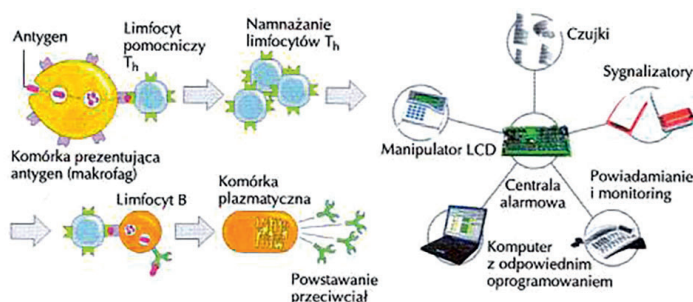 Antygen
Limfocyt
pomocniczy
Th
Namnażanie
limfocytów Th
Komórka prezentująca
antygen (makrofag)
Limfocyt B
Komórka
plazmatyczna
Powstawanie
przeciwciał
Czujki
Sygnalizatory
Manipulator LCD
Centrala
alarmowa
Powiadamianie
i monitoring
Komputer
z odpowiednim
oprogramowaniem